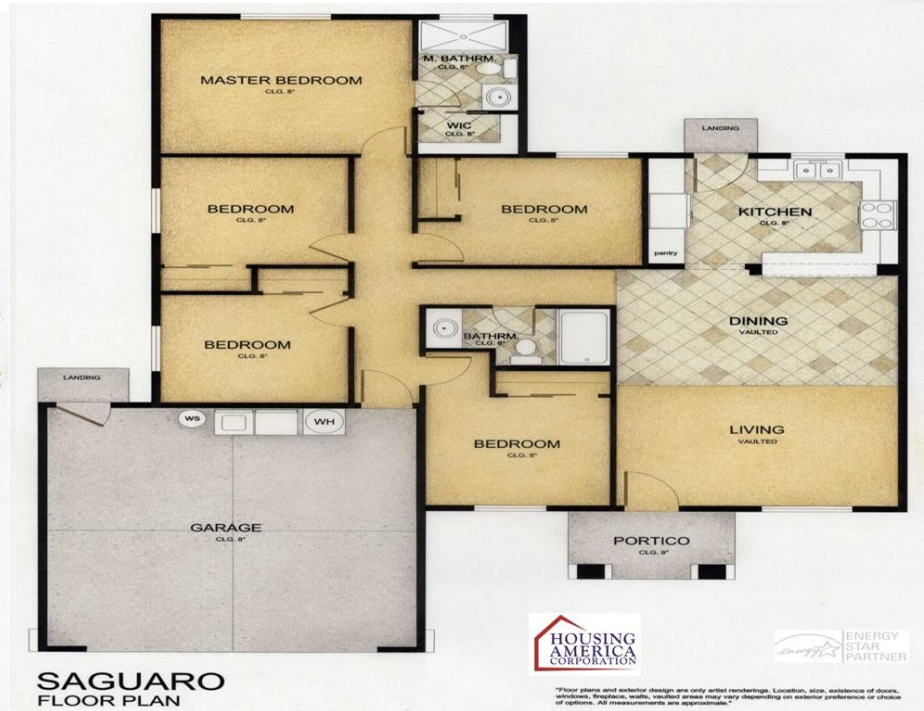 MASTER BEDROOM
CLG. 8"
M. BATHRM.
CLG. 8"
WIC
CLG. 8"
LANDING
BEDROOM
CLG. 8"
BEDROOM
CLG. 8"
KITCHEN
CLG. 8"
pantry
BEDROOM
CLG. 8"
BATHRM.
CLG. 8"
DINING
VAULTED
LANDING
WS
WH
BEDROOM
CLG. 8"
LIVING
VAULTED
GARAGE
CLG. 8"
PORTICO
CLG. 9"
SAGUARO
FLOOR PLAN
HOUSING
AMERICA
CORPORATION
energy
ENERGY
STAR
PARTNER
"Floor plans and exterior design are only artist renderings. Location, size, existence of doors,
windows, fireplace, walls, vaulted areas may vary depending on exterior preference or choice
of options. All measurements are approximate."